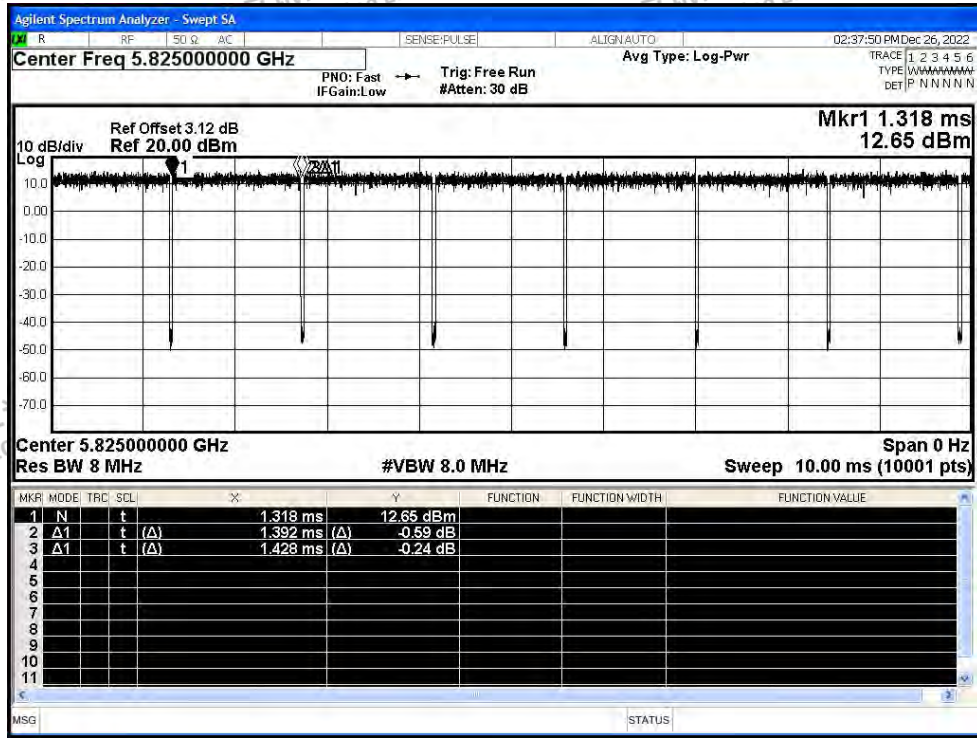 Agilent Spectrum Analyzer - Swept SA
LXI R RF 50 Ω AC SENSE:PULSE ALIGN AUTO 02:37:50 PM Dec 26, 2022
Center Freq 5.825000000 GHz Avg Type: Log-Pwr TRACE 1 2 3 4 5 6
PNO: Fast Trig: Free Run TYPE WWWWWW
IFGain:Low #Atten: 30 dB DET P N N N N N
Mkr1 1.318 ms
Ref Offset 3.12 dB
10 dB/div Ref 20.00 dBm 12.65 dBm
Log
1
10.0
0.00
-10.0
-20.0
-30.0
-40.0
-50.0
-60.0
-70.0
Center 5.825000000 GHz Span 0 Hz
Res BW 8 MHz #VBW 8.0 MHz Sweep 10.00 ms (10001 pts)
MKR MODE TRC SCL X Y FUNCTION FUNCTION WIDTH FUNCTION VALUE
1 N t 1.318 ms 12.65 dBm
2 Δ1 t (Δ) 1.392 ms (Δ) -0.59 dB
3 Δ1 t (Δ) 1.428 ms (Δ) -0.24 dB
4
5
6
7
8
9
10
11
MSG STATUS